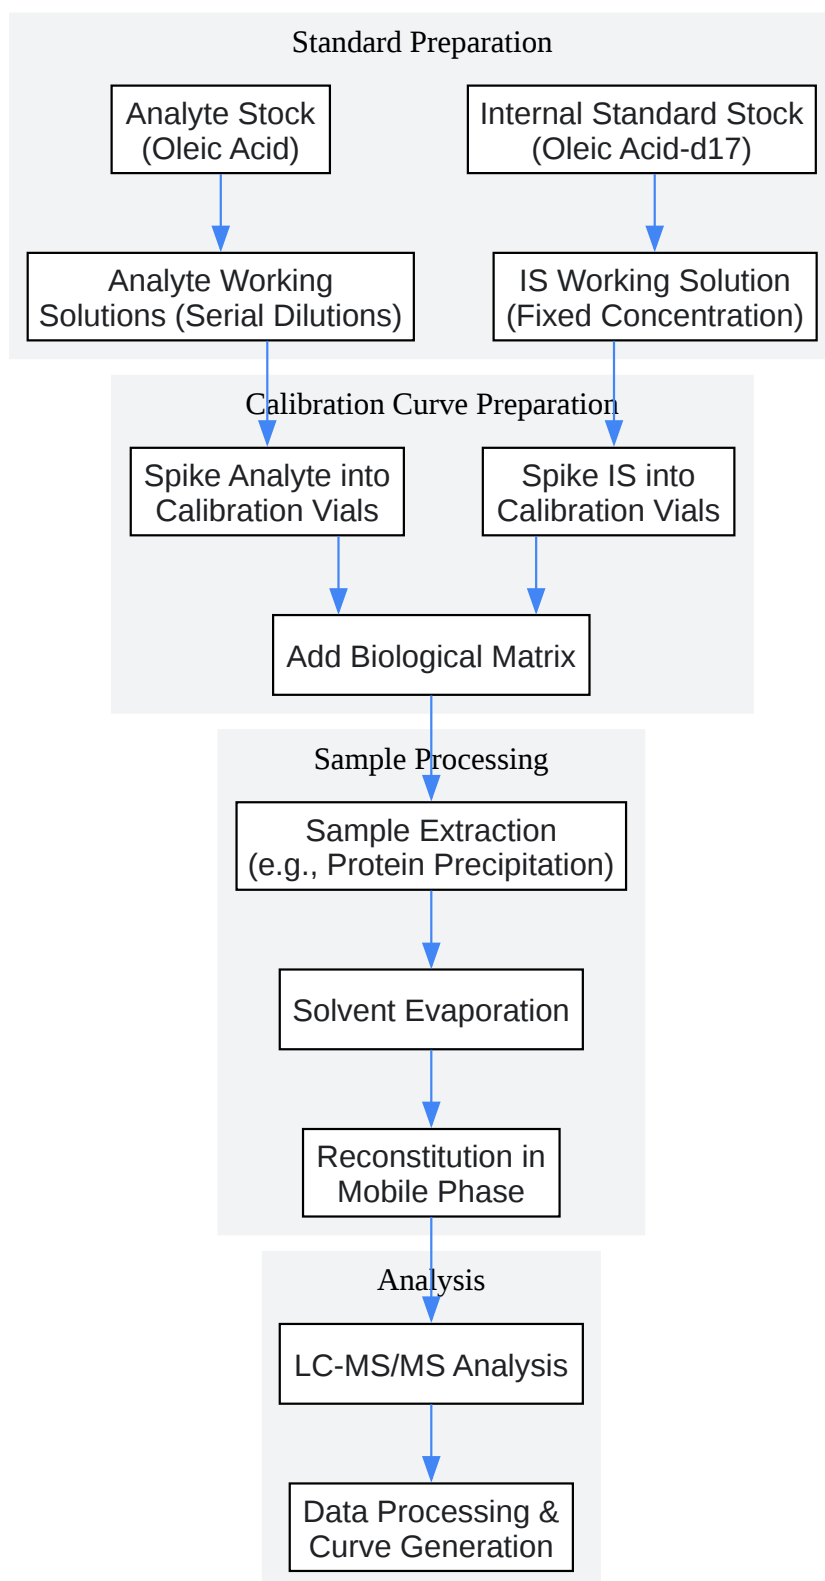 Standard Preparation
Analyte Stock
(Oleic Acid)
Internal Standard Stock
(Oleic Acid-d17)
Analyte Working
Solutions (Serial Dilutions)
IS Working Solution
(Fixed Concentration)
Calibration Curve Preparation
Spike Analyte into
Calibration Vials
Spike IS into
Calibration Vials
Add Biological Matrix
Sample Processing
Sample Extraction
(e.g., Protein Precipitation)
Solvent Evaporation
Reconstitution in
Mobile Phase
Analysis
LC-MS/MS Analysis
Data Processing &
Curve Generation